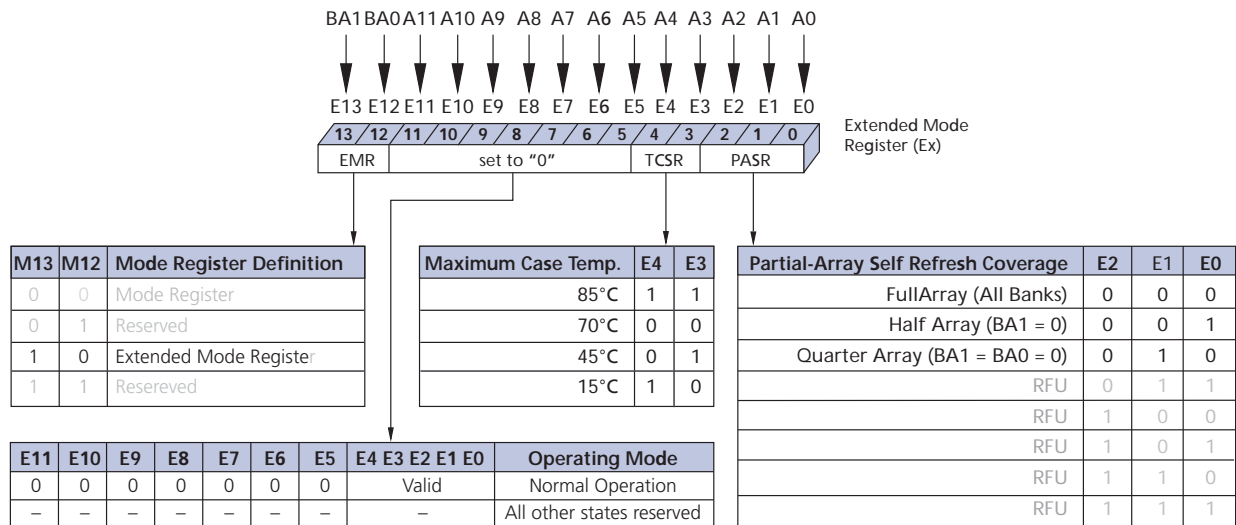 BA1 BA0 A11 A10 A9 A8 A7 A6 A5 A4 A3 A2 A1 A0
E13 E12 E11 E10 E9 E8 E7 E6 E5 E4 E3 E2 E1 E0
13 12 11 10 9 8 7 6 5 4 3 2 1 0
EMR set to "0" TCSR PASR
Extended Mode
Register (Ex)
M13 M12 Mode Register Definition
0 0 Mode Register
0 1 Reserved
1 0 Extended Mode Register
1 1 Resereved
Maximum Case Temp. E4 E3
85°C 1 1
70°C 0 0
45°C 0 1
15°C 1 0
Partial-Array Self Refresh Coverage E2 E1 E0
FullArray (All Banks) 0 0 0
Half Array (BA1 = 0) 0 0 1
Quarter Array (BA1 = BA0 = 0) 0 1 0
RFU 0 1 1
RFU 1 0 0
RFU 1 0 1
RFU 1 1 0
RFU 1 1 1
E11 E10 E9 E8 E7 E6 E5 E4 E3 E2 E1 E0 Operating Mode
0 0 0 0 0 0 0 Valid Normal Operation
– – – – – – – – All other states reserved